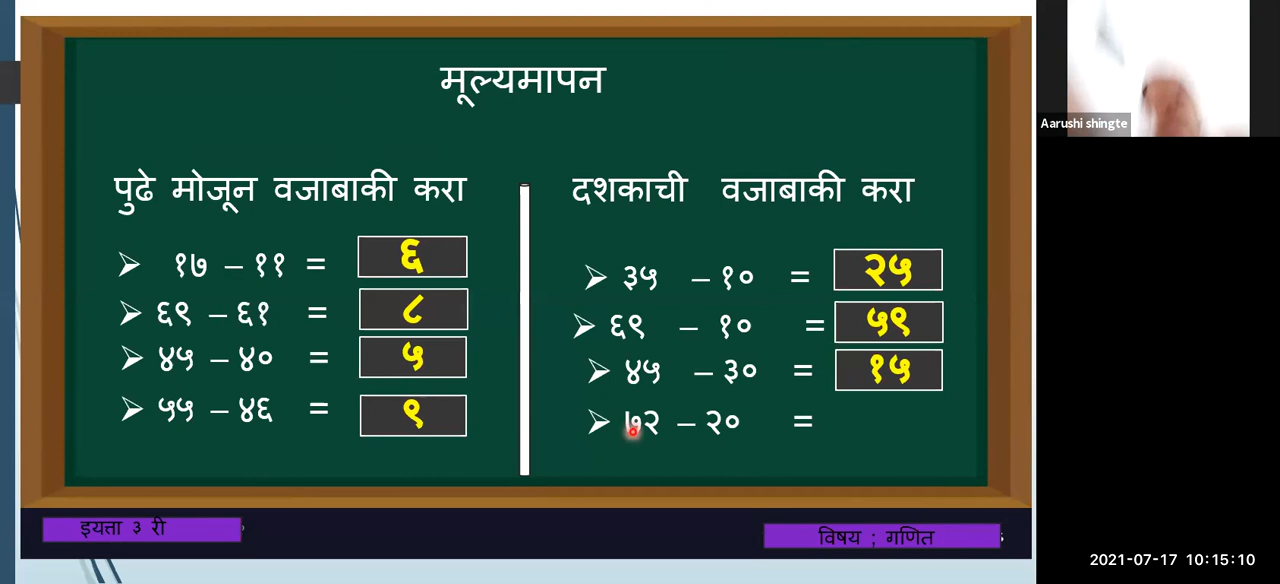 मूल्यमापन
पुढे मोजून वजाबाकी करा
➢ १७ – ११ = ६
➢ ६९ – ६१ = ८
➢ ४५ – ४० = ५
➢ ५५ – ४६ = ९
दशकाची वजाबाकी करा
➢ ३५ – १० = २५
➢ ६९ – १० = ५९
➢ ४५ – ३० = १५
➢ ७२ – २० =
इयत्ता ३ री
विषय ; गणित
Aarushi shingte
2021-07-17 10:15:10